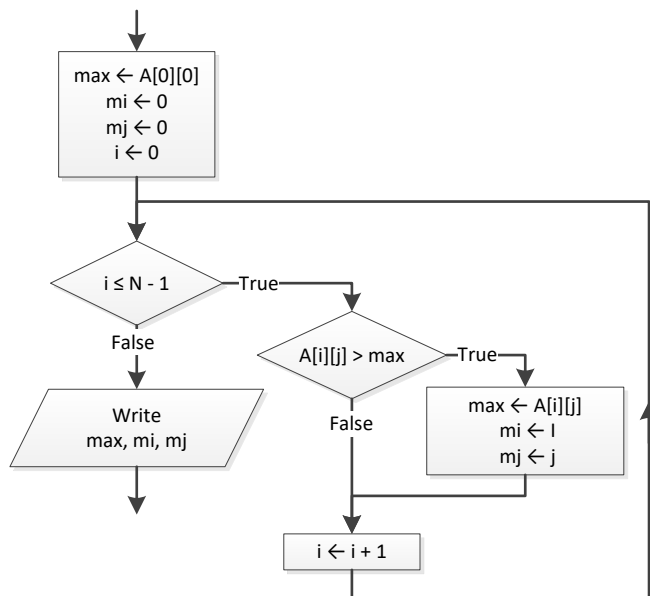 max ← A[0][0]
mi ← 0
mj ← 0
i ← 0
i ≤ N - 1
True
False
A[i][j] > max
True
False
Write
max, mi, mj
max ← A[i][j]
mi ← I
mj ← j
i ← i + 1